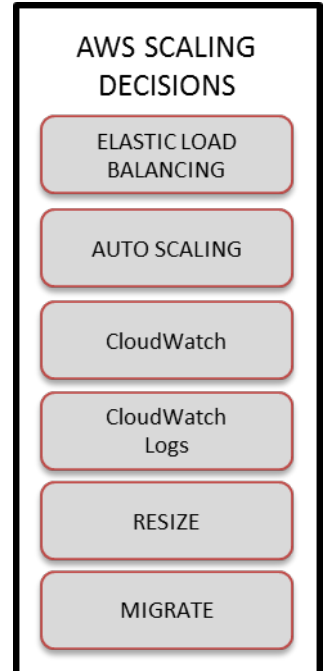 AWS SCALING
DECISIONS
ELASTIC LOAD
BALANCING
AUTO SCALING
CloudWatch
CloudWatch
Logs
RESIZE
MIGRATE